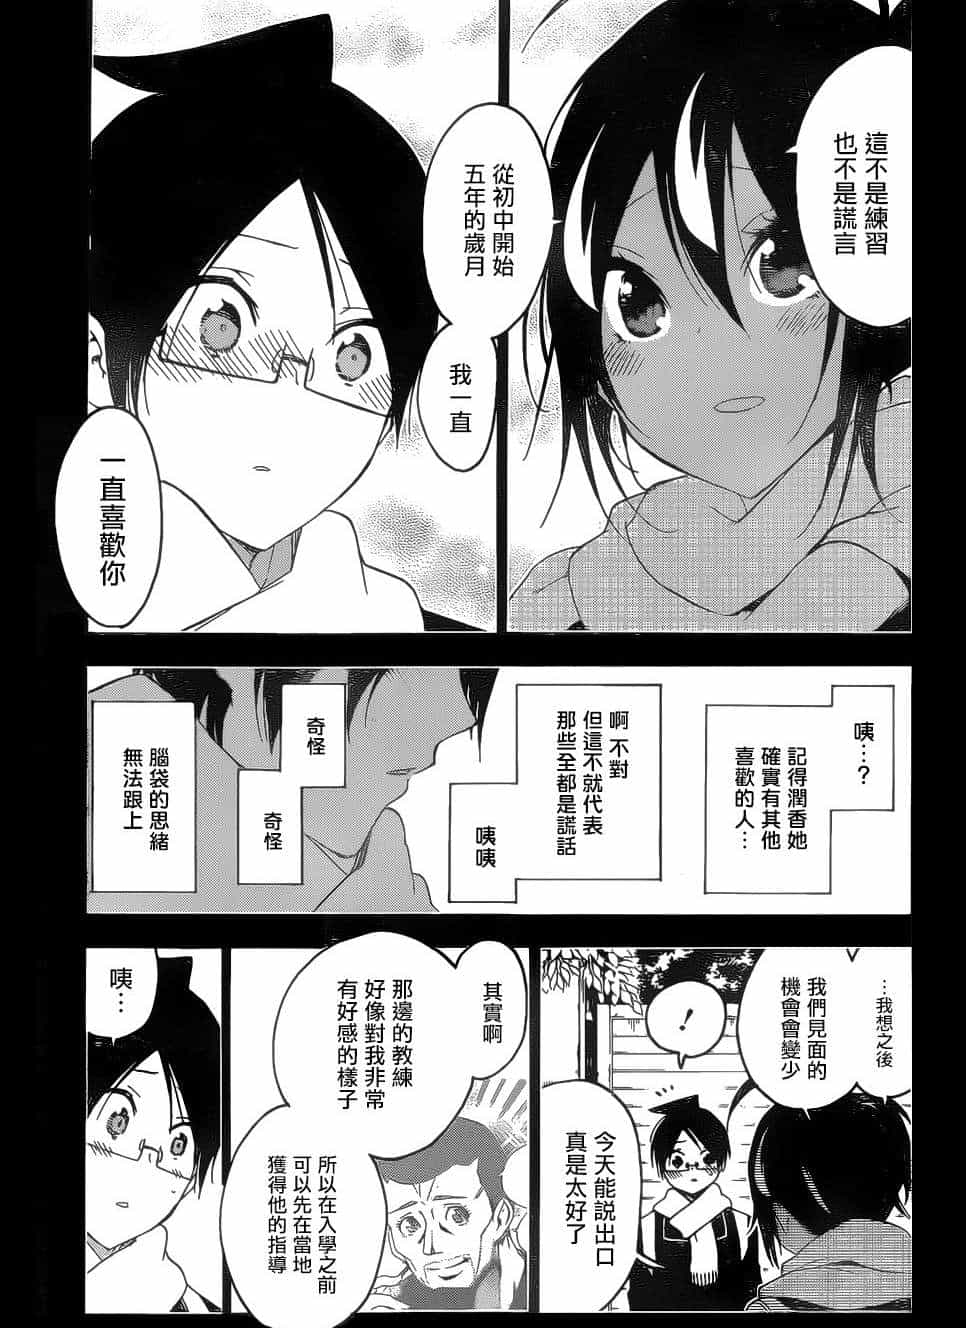 這不是練習
也不是謊言
從初中開始
五年的歲月
我一直
一直喜歡你
咦…?
記得潤香她
確實有其他
喜歡的人…
啊 不對
但這不就代表
那些全都是謊話
咦咦
奇怪
奇怪
腦袋的思緒
無法跟上
…我想之後
我們見面的
機會會變少
!
今天能說出口
真是太好了
其實啊
那邊的教練
好像對我非常
有好感的樣子
所以在入學之前
可以先在當地
獲得他的指導
咦…